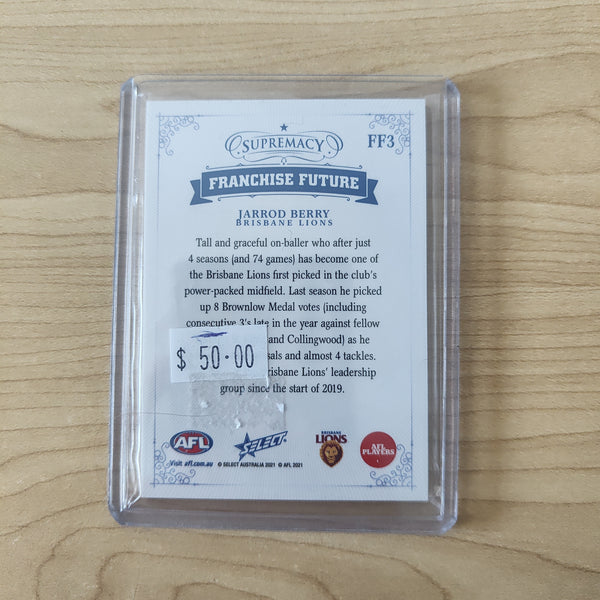 SUPREMACY
FF3
FRANCHISE FUTURE
JARROD BERRY
BRISBANE LIONS
Tall and graceful on-baller who after just
4 seasons (and 74 games) has become one of
the Brisbane Lions first picked in the club's
power-packed midfield. Last season he picked
up 8 Brownlow Medal votes (including
consecutive 3's late in the year against fellow
and Collingwood) as he
sals and almost 4 tackles.
risbane Lions' leadership
group since the start of 2019.
$ 50.00
AFL
Visit afl.com.au
SELECT
© SELECT AUSTRALIA 2021 © AFL 2021
BRISBANE
LIONS
AFL
PLAYERS